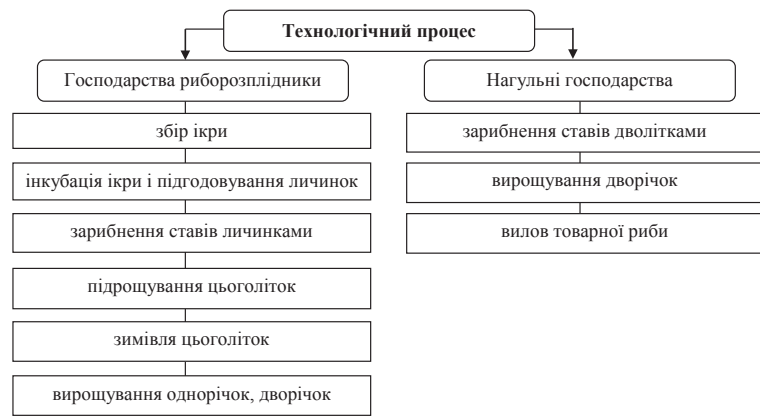 Технологічний процес
Господарства риборозплідники
збір ікри
інкубація ікри і підгодовування личинок
зарибнення ставів личинками
підрощування цьоголіток
зимівля цьоголіток
вирощування однорічок, дворічок
Нагульні господарства
зарибнення ставів дволітками
вирощування дворічок
вилов товарної риби